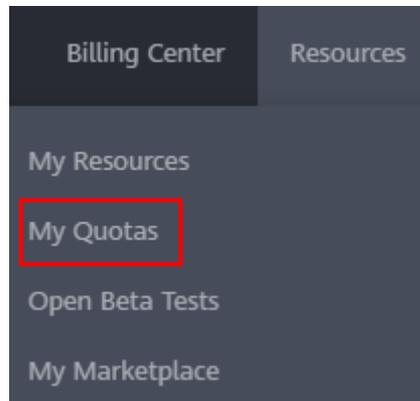 Billing Center Resources
My Resources
My Quotas
Open Beta Tests
My Marketplace